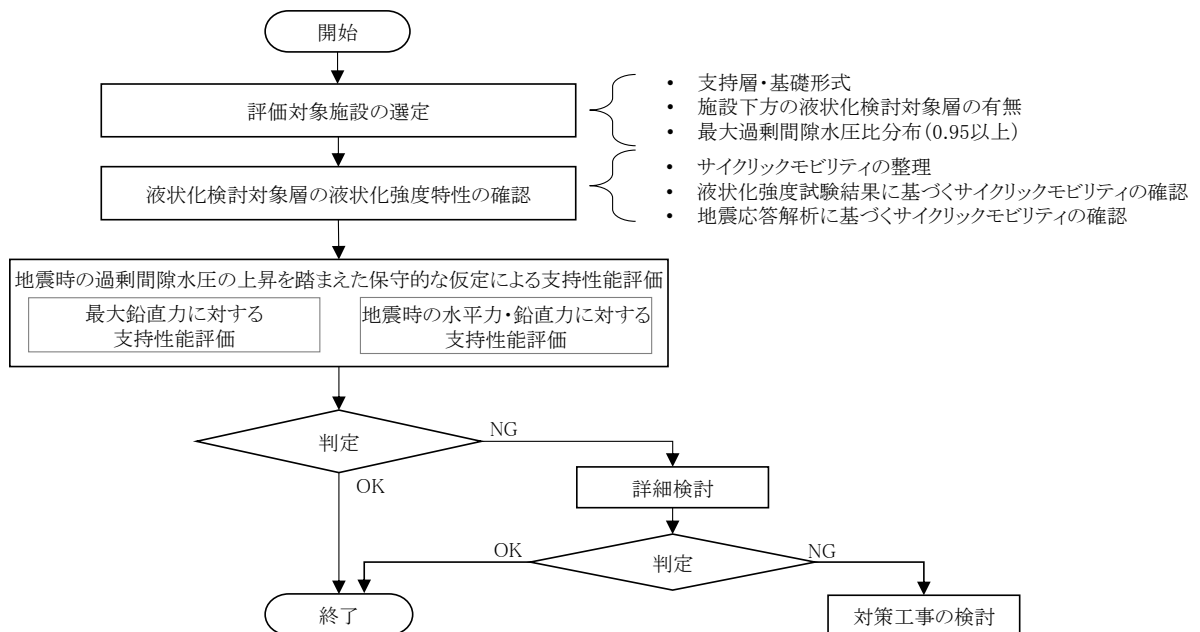 開始
評価対象施設の選定
• 支持層・基礎形式
• 施設下方の液状化検討対象層の有無
• 最大過剰間隙水圧比分布(0.95以上)
液状化検討対象層の液状化強度特性の確認
• サイクリックモビリティの整理
• 液状化強度試験結果に基づくサイクリックモビリティの確認
• 地震応答解析に基づくサイクリックモビリティの確認
地震時の過剰間隙水圧の上昇を踏まえた保守的な仮定による支持性能評価
最大鉛直力に対する
支持性能評価
地震時の水平力・鉛直力に対する
支持性能評価
判定
NG
OK
詳細検討
判定
OK
NG
終了
対策工事の検討